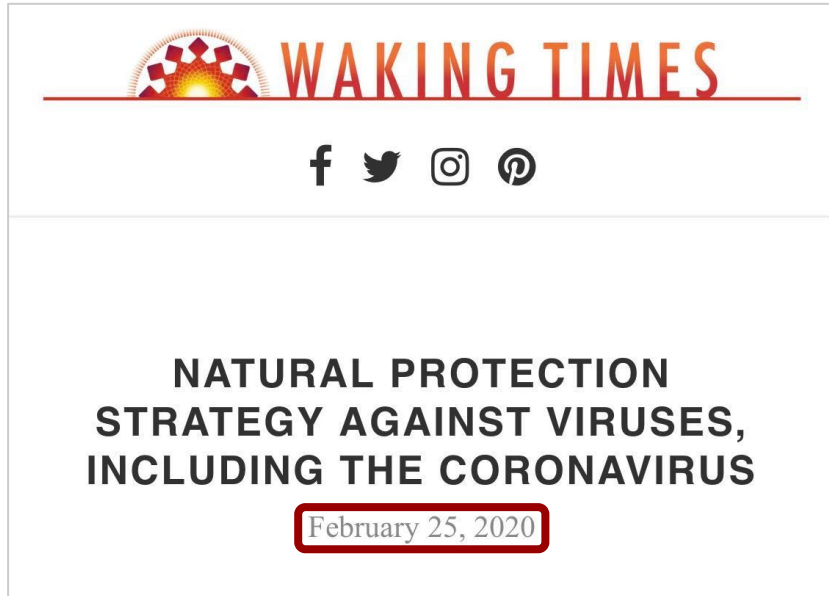 WAKING TIMES
NATURAL PROTECTION
STRATEGY AGAINST VIRUSES,
INCLUDING THE CORONAVIRUS
February 25, 2020